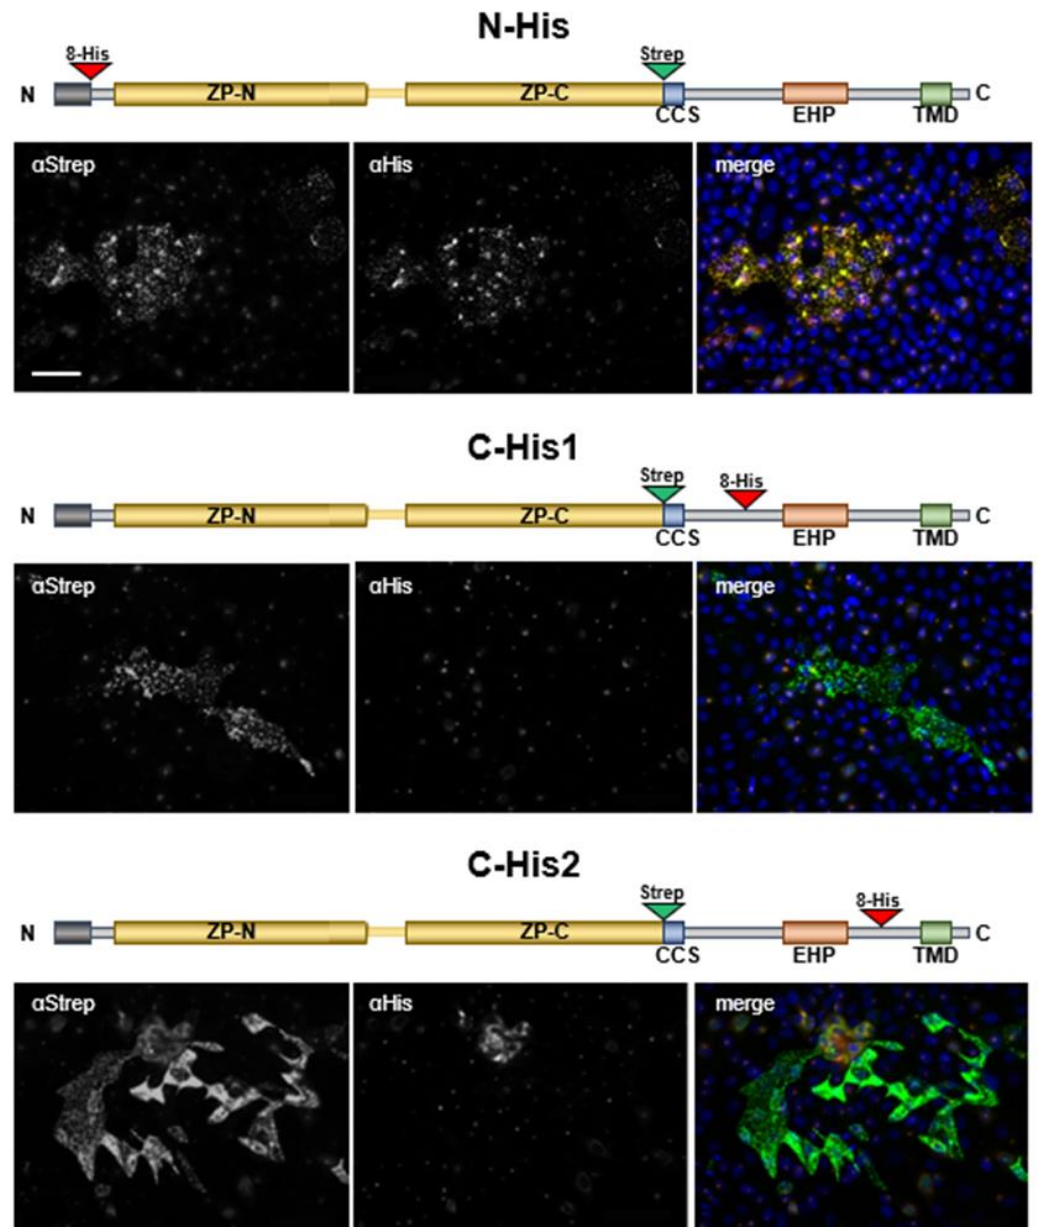 N-His
8-His Strep
N ZP-N ZP-C C
CCS EHP TMD
αStrep αHis merge
C-His1
Strep 8-His
N ZP-N ZP-C C
CCS EHP TMD
αStrep αHis merge
C-His2
Strep 8-His
N ZP-N ZP-C C
CCS EHP TMD
αStrep αHis merge